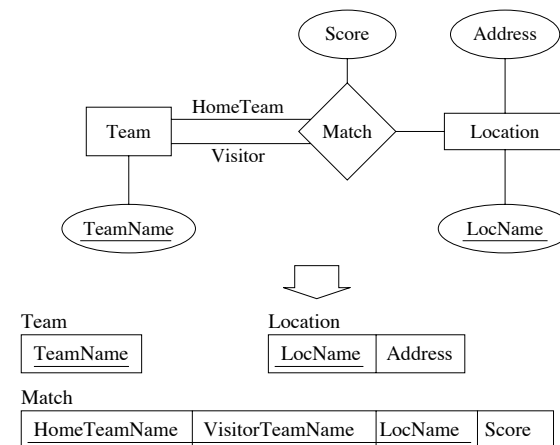 Score
Address
HomeTeam
Team
Match
Location
Visitor
TeamName
LocName
Team
Location
TeamName
LocName
Address
Match
HomeTeamName
VisitorTeamName
LocName
Score